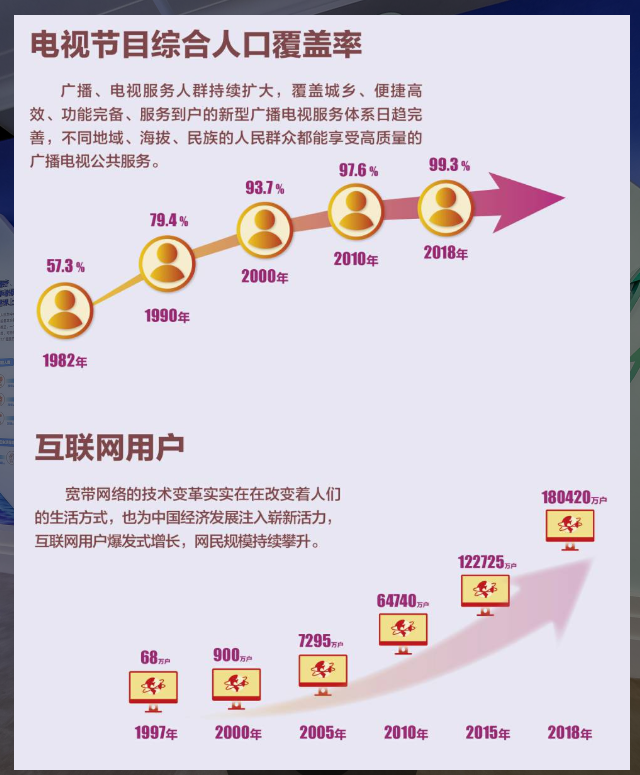 电视节目综合人口覆盖率
广播、电视服务人群持续扩大，覆盖城乡、便捷高
效、功能完备、服务到户的新型广播电视服务体系日趋完
善，不同地域、海拔、民族的人民群众都能享受高质量的
广播电视公共服务。
57.3 %
79.4 %
93.7 %
97.6 %
99.3 %
1982年
1990年
2000年
2010年
2018年
互联网用户
宽带网络的技术变革实实在在改变着人们
的生活方式，也为中国经济发展注入崭新活力，
互联网用户爆发式增长，网民规模持续攀升。
68万户
900万户
7295万户
64740万户
122725万户
180420万户
1997年
2000年
2005年
2010年
2015年
2018年